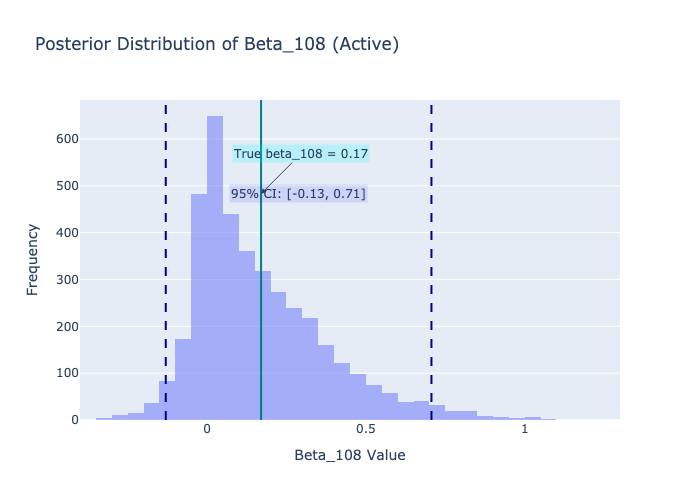 Posterior Distribution of Beta_108 (Active)
600
500
400
300
200
100
0
Frequency
True beta_108 = 0.17
95% CI: [-0.13, 0.71]
0
0.5
1
Beta_108 Value